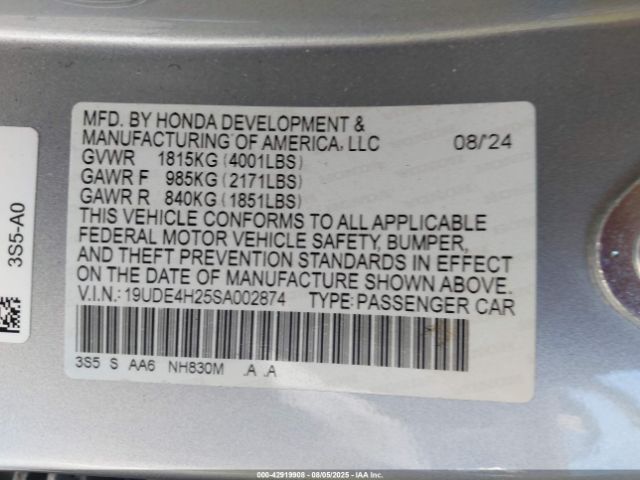 MFD. BY HONDA DEVELOPMENT &
MANUFACTURING OF AMERICA, LLC 08/'24
GVWR 1815KG (4001LBS)
GAWR F 985KG (2171LBS)
GAWR R 840KG (1851LBS)
THIS VEHICLE CONFORMS TO ALL APPLICABLE
FEDERAL MOTOR VEHICLE SAFETY, BUMPER,
AND THEFT PREVENTION STANDARDS IN EFFECT
ON THE DATE OF MANUFACTURE SHOWN ABOVE.
V.I.N.: 19UDE4H25SA002874 TYPE: PASSENGER CAR
3S5 S AA6 NH830M .A .A
3S5-A0
000-42919908 - 08/05/2025 - IAA Inc.